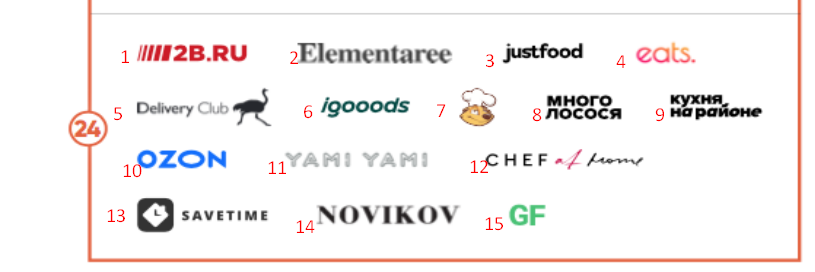 1 2B.RU 2 Elementaree 3 justfood 4 eats.
5 Delivery Club 6 igooods 7 8 МНОГО ЛОСОСЯ 9 кухня на районе
24
10 OZON 11 YAMI YAMI 12 CHEF at home
13 SAVETIME 14 NOVIKOV 15 GF